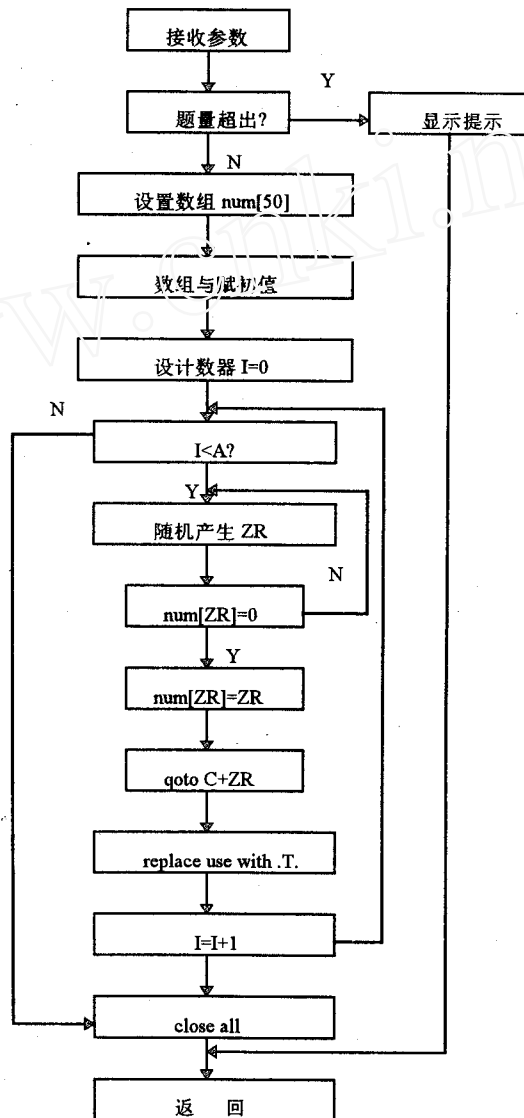 接收参数
Y
题量超出?
显示提示
N
设置数组 num[50]
数组与赋初值
设计数器 I=0
N
I<A?
Y
随机产生 ZR
N
num[ZR]=0
Y
num[ZR]=ZR
qoto C+ZR
replace use with .T.
I=I+1
close all
返 回
w.cnki.n